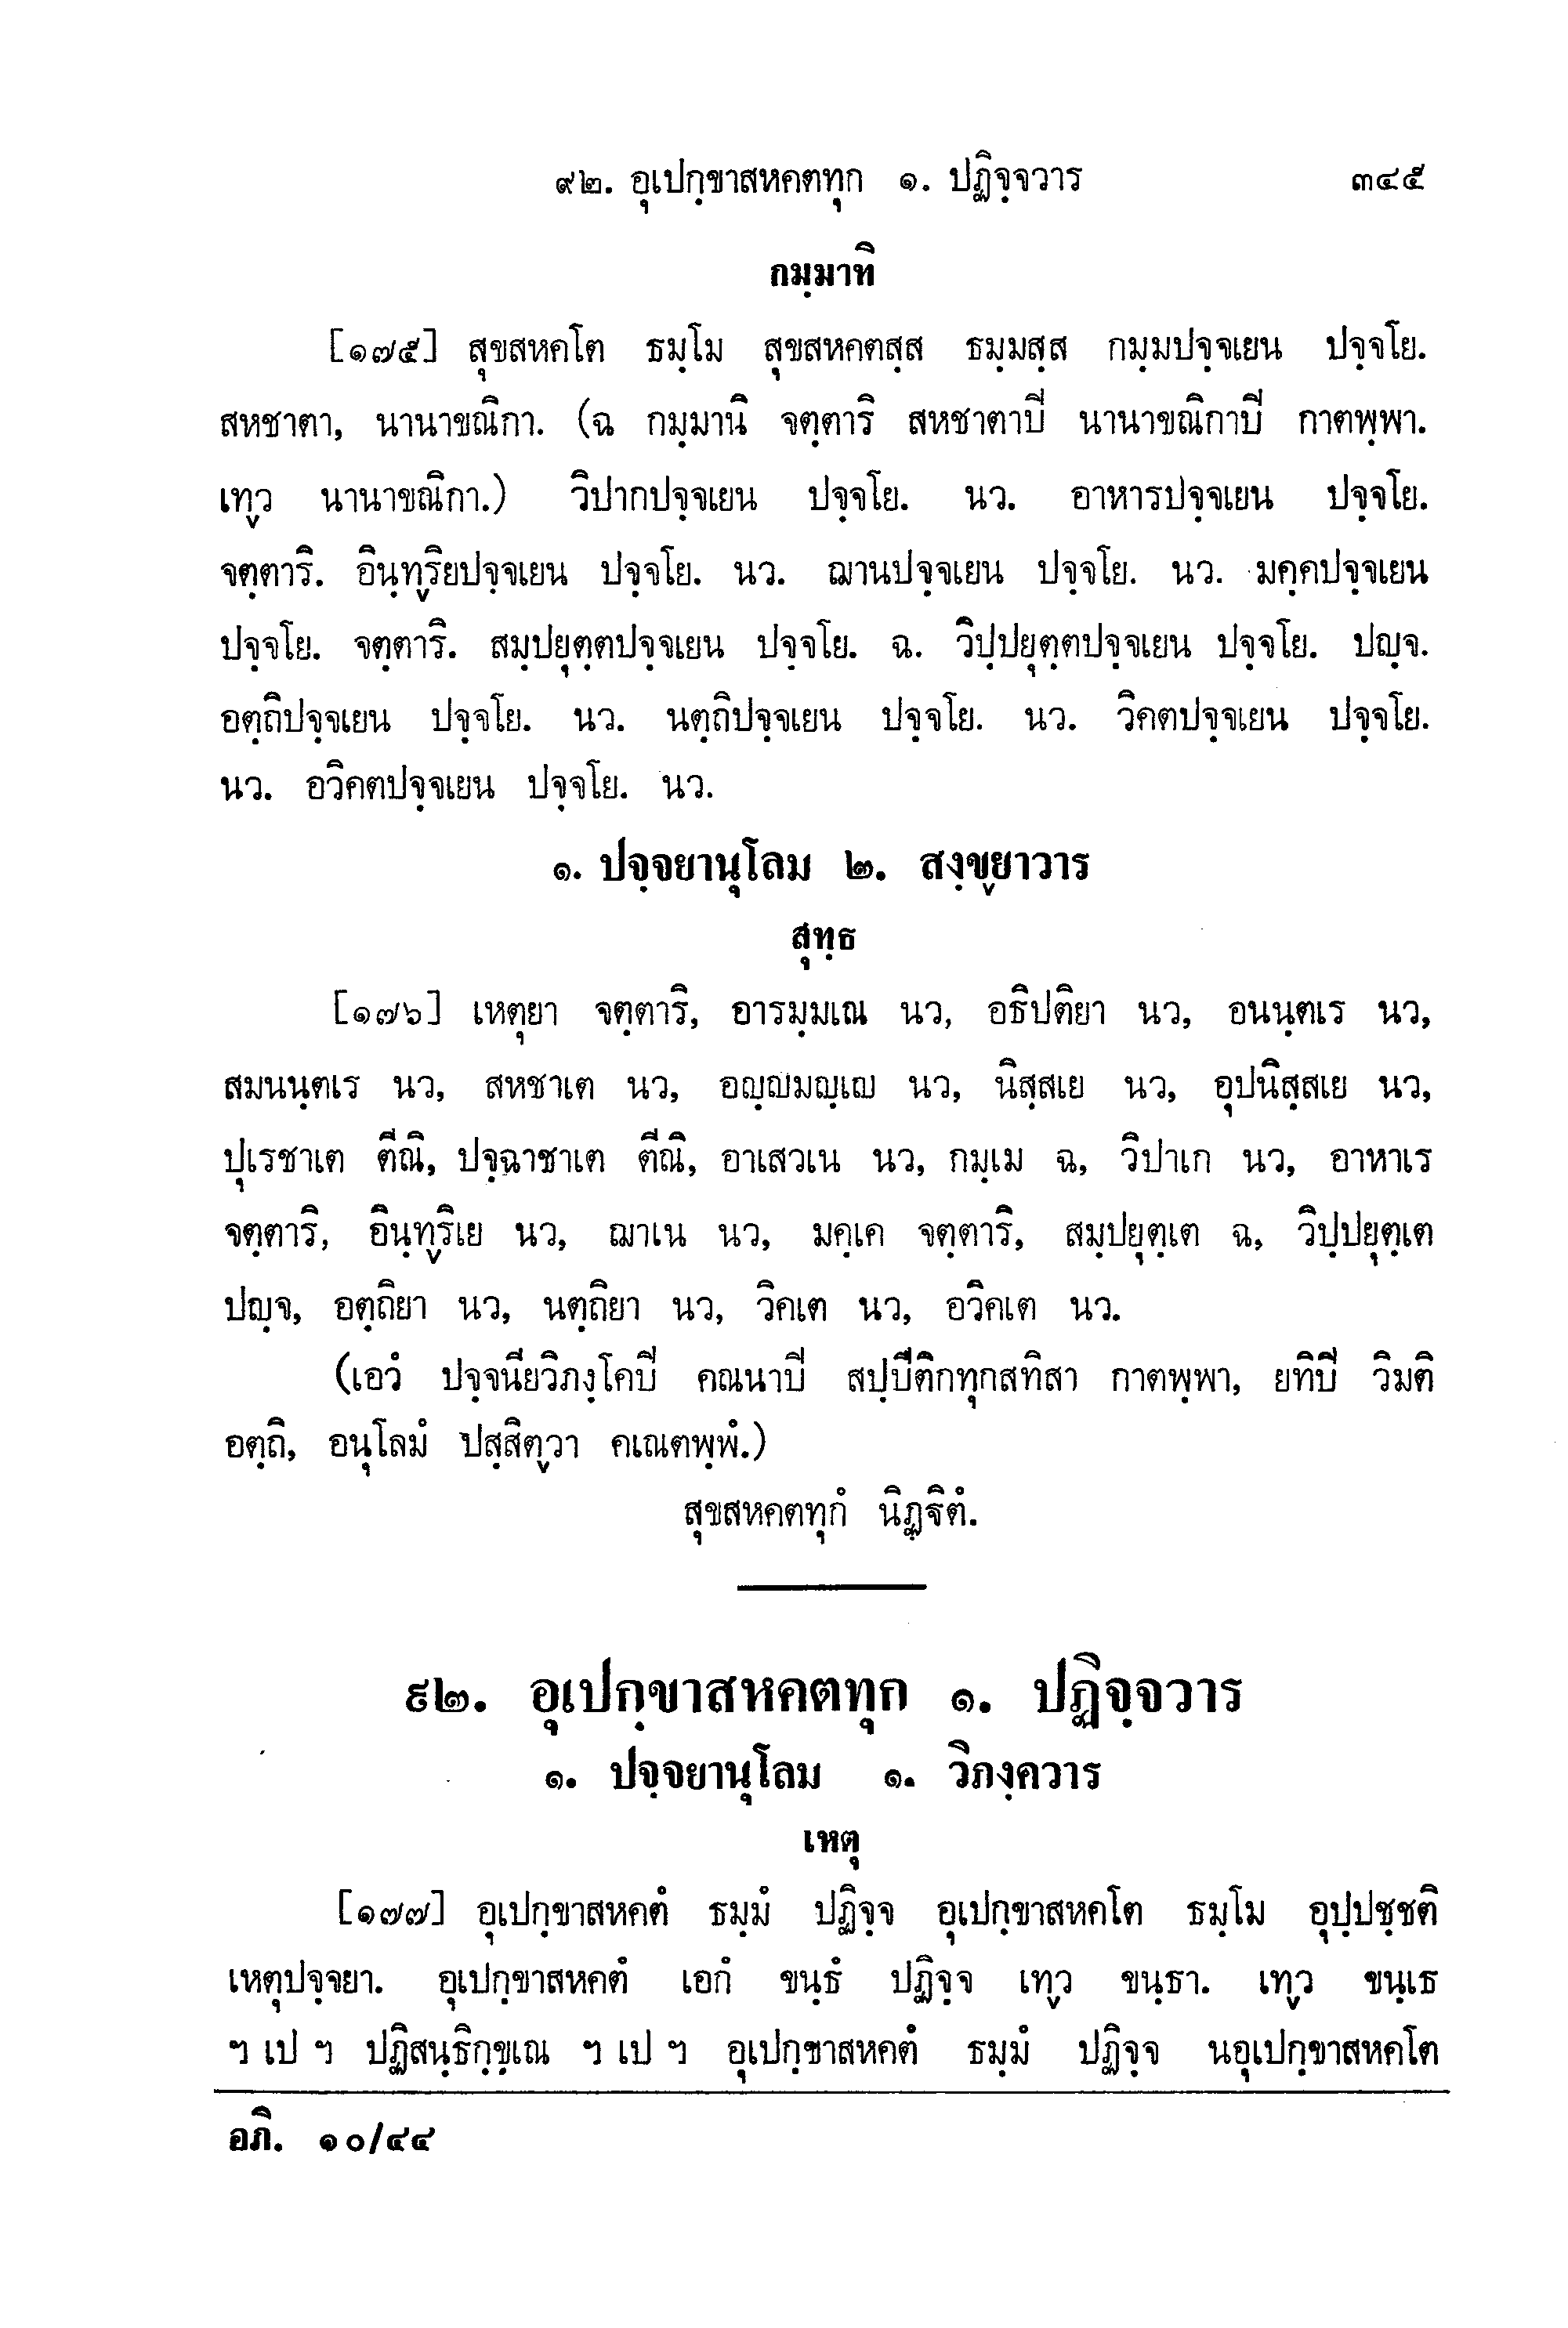 ๙๒. อุเปกฺขาสหคตทุก ๑. ปฏิจฺจวาร ๓๔๕
กมฺมาทิ
[๑๗๕] สุขสหคโต ธมฺโม สุขสหคตสฺส ธมฺมสฺส กมฺมปจฺจเยน ปจฺจโย.
สหชาตา, นานาขณิกา. (ฉ กมฺมานิ จตฺตาริ สหชาตาปี นานาขณิกาปี กาตพฺพา.
เทฺว นานาขณิกา.) วิปากปจฺจเยน ปจฺจโย. นว. อาหารปจฺจเยน ปจฺจโย.
จตฺตาริ. อินฺทฺริยปจฺจเยน ปจฺจโย. นว. ฌานปจฺจเยน ปจฺจโย. นว. มคฺคปจฺจเยน
ปจฺจโย. จตฺตาริ. สมฺปยุตฺตปจฺจเยน ปจฺจโย. ฉ. วิปฺปยุตฺตปจฺจเยน ปจฺจโย. ปญฺจ.
อตฺถิปจฺจเยน ปจฺจโย. นว. นตฺถิปจฺจเยน ปจฺจโย. นว. วิคตปจฺจเยน ปจฺจโย.
นว. อวิคตปจฺจเยน ปจฺจโย. นว.
๑. ปจฺจยานุโลม ๒. สงฺขฺยาวาร
สุทฺธ
[๑๗๖] เหตุยา จตฺตาริ, อารมฺมเณ นว, อธิปติยา นว, อนนฺตเร นว,
สมนนฺตเร นว, สหชาเต นว, อญฺญมญฺเญ นว, นิสฺสเย นว, อุปนิสฺสเย นว,
ปุเรชาเต ตีณิ, ปจฺฉาชาเต ตีณิ, อาเสวเน นว, กมฺเม ฉ, วิปาเก นว, อาหาเร
จตฺตาริ, อินฺทฺริเย นว, ฌาเน นว, มคฺเค จตฺตาริ, สมฺปยุตฺเต ฉ, วิปฺปยุตฺเต
ปญฺจ, อตฺถิยา นว, นตฺถิยา นว, วิคเต นว, อวิคเต นว.
(เอวํ ปจฺจนียวิภงฺโคปี คณนาปี สปฺปีติกทุกสทิสา กาตพฺพา, ยทิปี วิมติ
อตฺถิ, อนุโลมํ ปสฺสิตฺวา คเณตพฺพํ.)
สุขสหคตทุกํ นิฏฺฐิตํ.
๙๒. อุเปกฺขาสหคตทุก ๑. ปฏิจฺจวาร
๑. ปจฺจยานุโลม ๑. วิภงฺควาร
เหตุ
[๑๗๗] อุเปกฺขาสหคตํ ธมฺมํ ปฏิจฺจ อุเปกฺขาสหคโต ธมฺโม อุปฺปชฺชติ
เหตุปจฺจยา. อุเปกฺขาสหคตํ เอกํ ขนฺธํ ปฏิจฺจ เทฺว ขนฺธา. เทฺว ขนฺเธ
ฯ เป ฯ ปฏิสนฺธิกฺขเณ ฯ เป ฯ อุเปกฺขาสหคตํ ธมฺมํ ปฏิจฺจ นอุเปกฺขาสหคโต
อภิ. ๑๐/๔๔